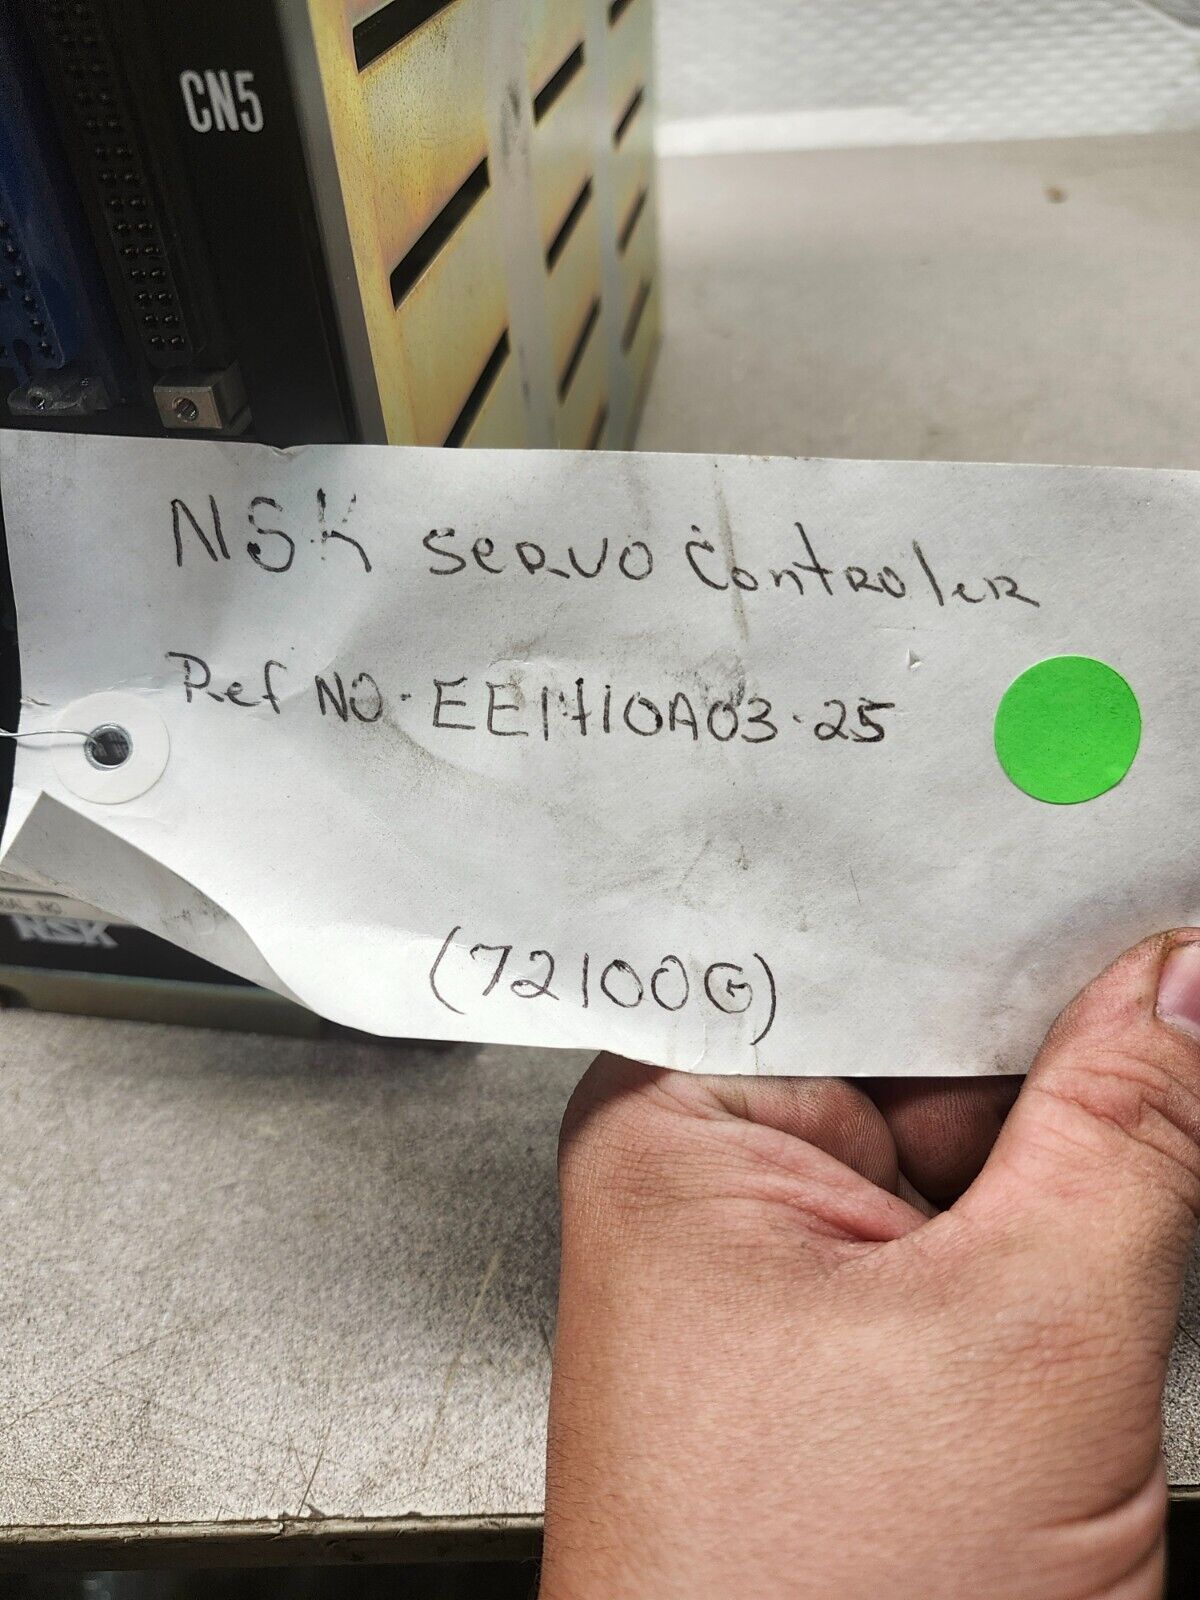 CN5
NSK SERVO CONTROlER
Ref NO. EE1410A03-25
NSK
(72100G)